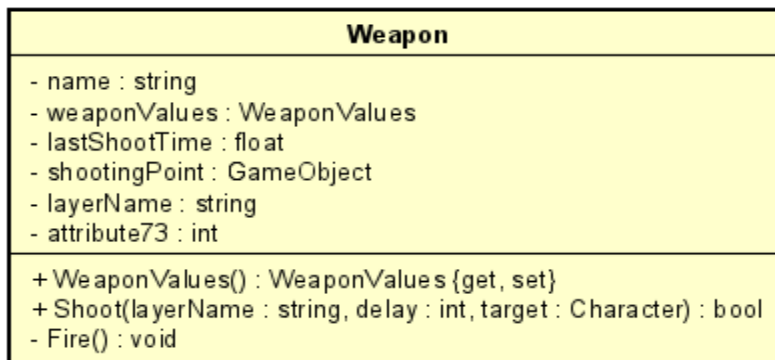 Weapon
- name : string
- weaponValues : WeaponValues
- lastShootTime : float
- shootingPoint : GameObject
- layerName : string
- attribute73 : int
+ WeaponValues() : WeaponValues {get, set}
+ Shoot(layerName : string, delay : int, target : Character) : bool
- Fire() : void